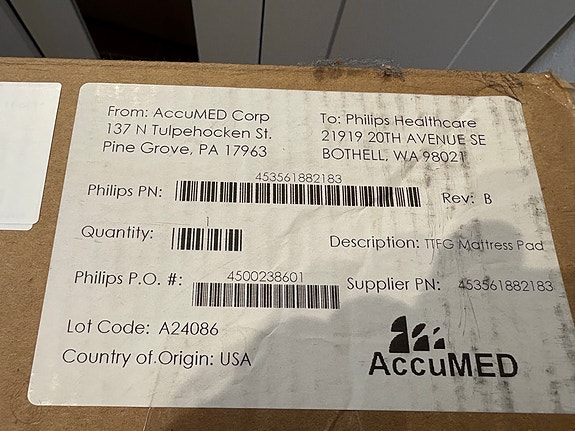 From: AccuMED Corp
137 N Tulpehocken St.
Pine Grove, PA 17963
To: Philips Healthcare
21919 20TH AVENUE SE
BOTHELL, WA 98021
453561882183
Philips PN:
Rev: B
1
Quantity:
Description: TTFG Mattress Pad
Philips P.O. #: 4500238601
Supplier PN: 453561882183
Lot Code: A24086
Country of.Origin: USA
AccuMED